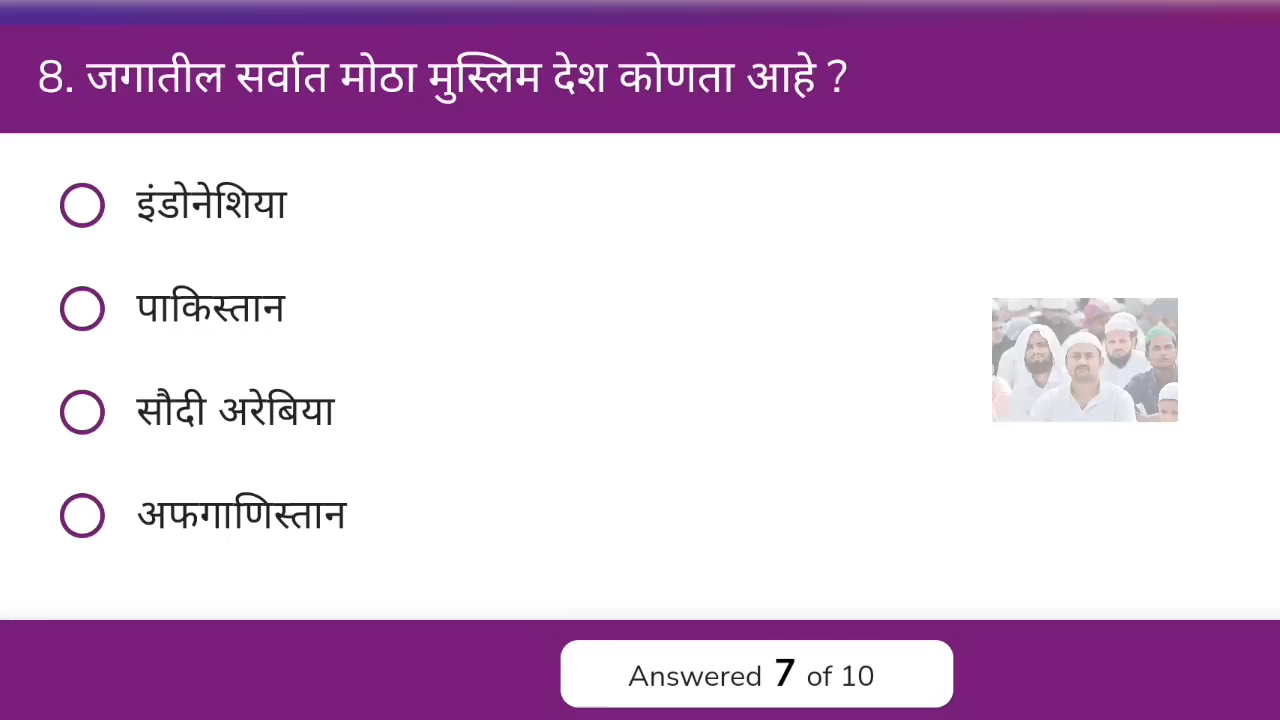 8. जगातील सर्वात मोठा मुस्लिम देश कोणता आहे ?
इंडोनेशिया
पाकिस्तान
सौदी अरेबिया
अफगाणिस्तान
Answered 7 of 10